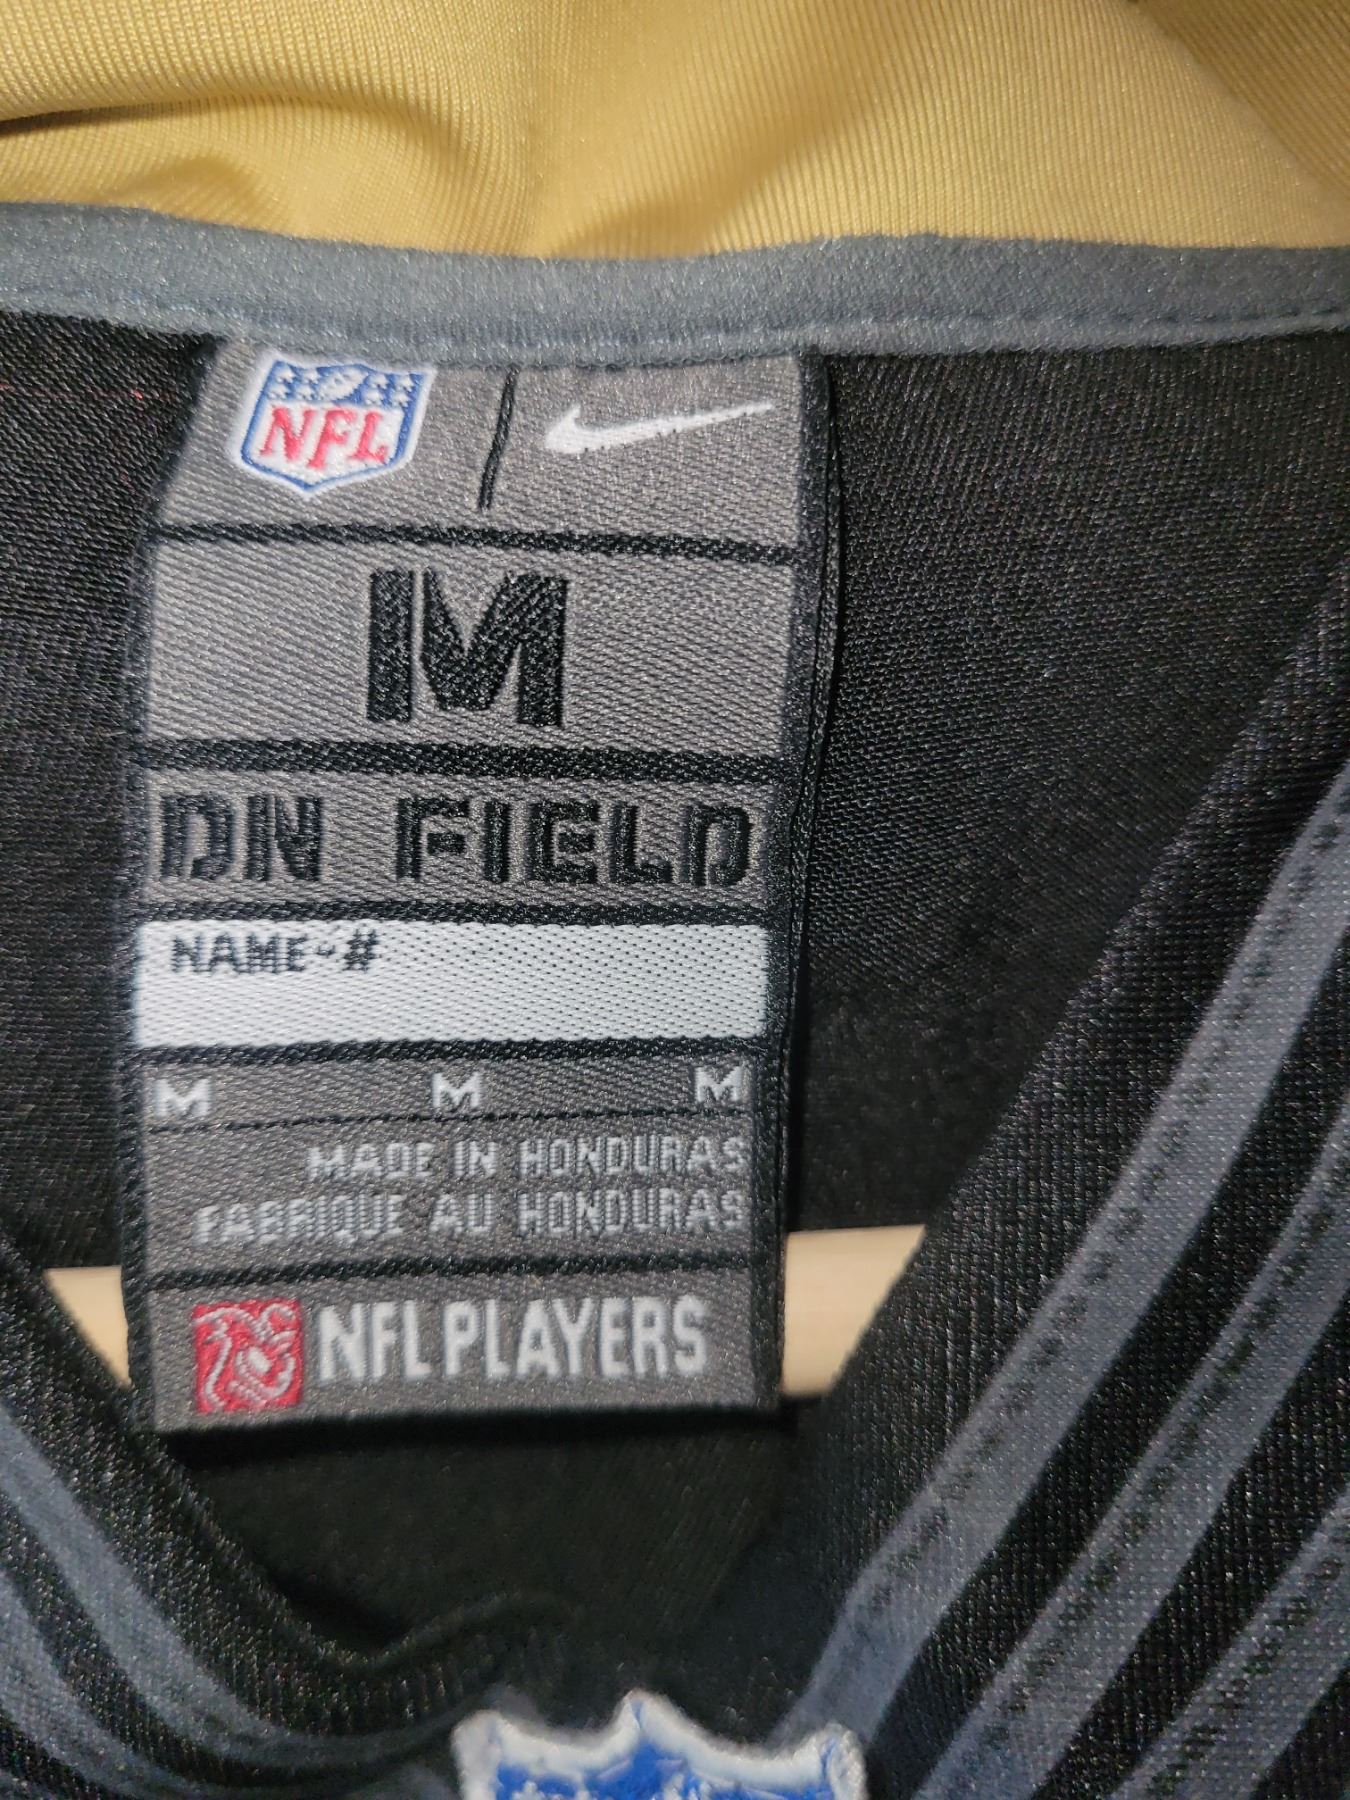 NFL
M
ON FIELD
NAME-#
M M M
MADE IN HONDURAS
FABRIQUE AU HONDURAS
NFL PLAYERS